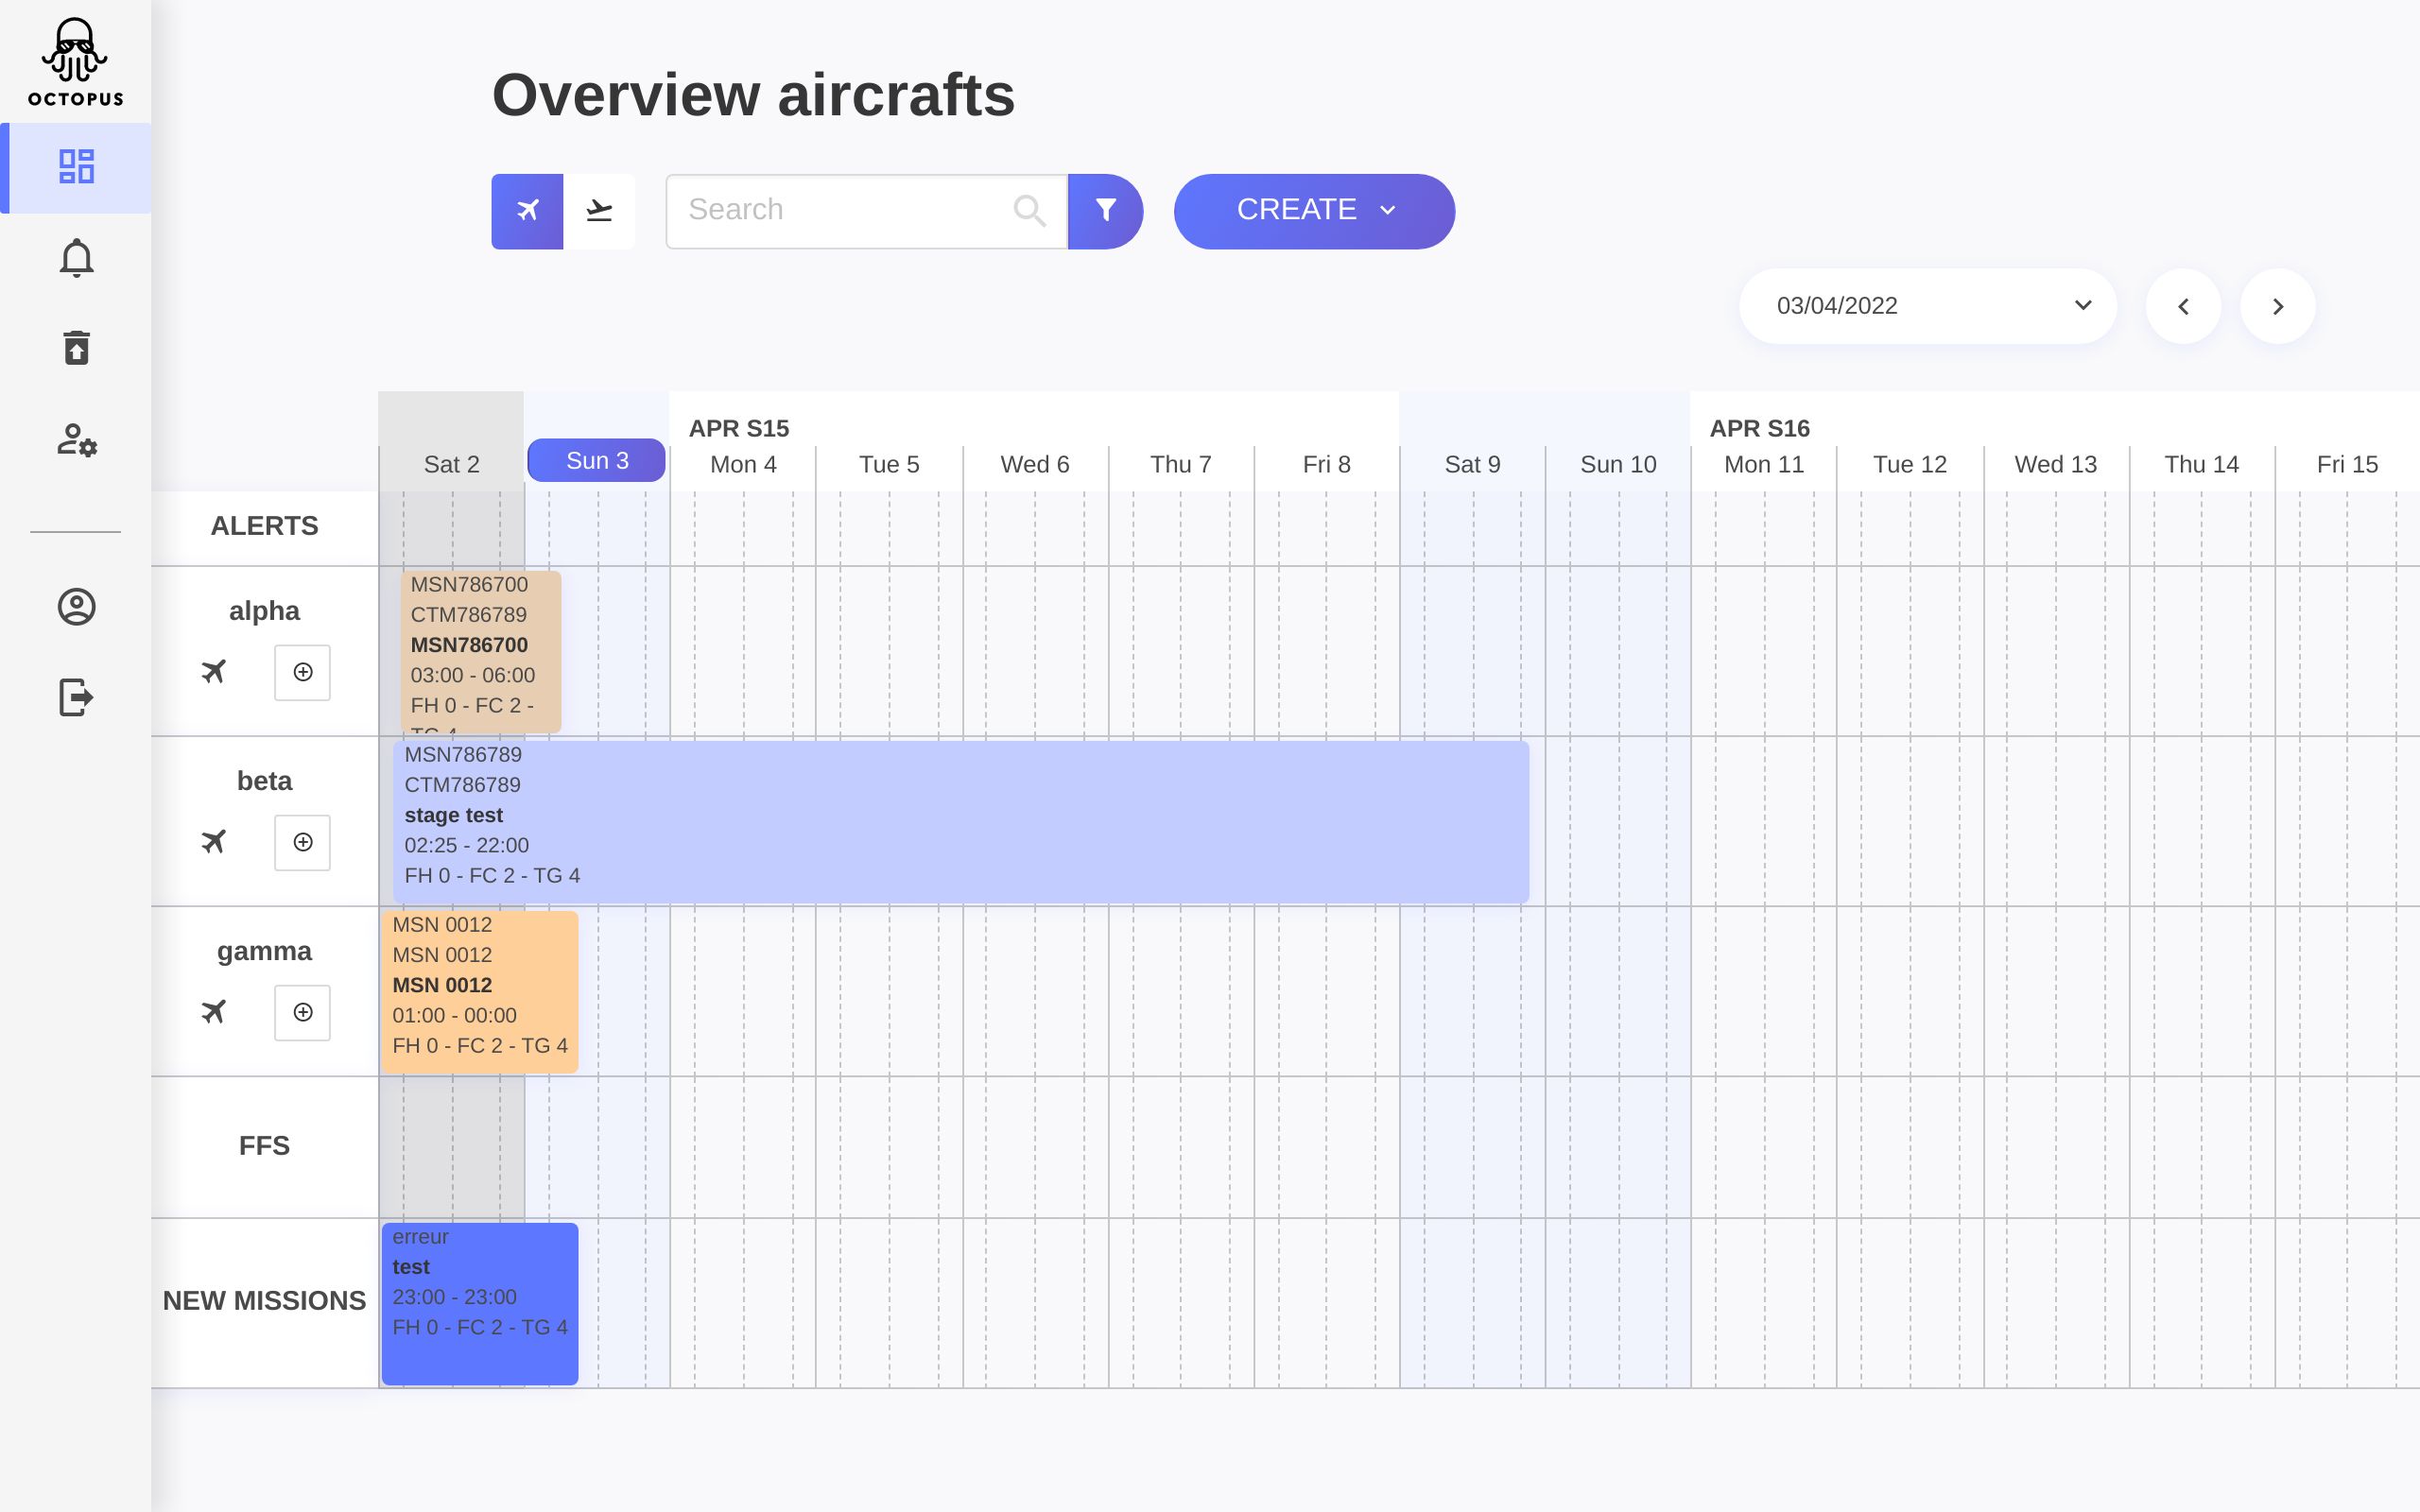 OCTOPUS
Overview aircrafts
Search
CREATE
03/04/2022
APR S15
APR S16
Sat 2
Sun 3
Mon 4
Tue 5
Wed 6
Thu 7
Fri 8
Sat 9
Sun 10
Mon 11
Tue 12
Wed 13
Thu 14
Fri 15
ALERTS
alpha
MSN786700
CTM786789
MSN786700
03:00 - 06:00
FH 0 - FC 2 -
TG 4
beta
MSN786789
CTM786789
stage test
02:25 - 22:00
FH 0 - FC 2 - TG 4
gamma
MSN 0012
MSN 0012
MSN 0012
01:00 - 00:00
FH 0 - FC 2 - TG 4
FFS
NEW MISSIONS
erreur
test
23:00 - 23:00
FH 0 - FC 2 - TG 4